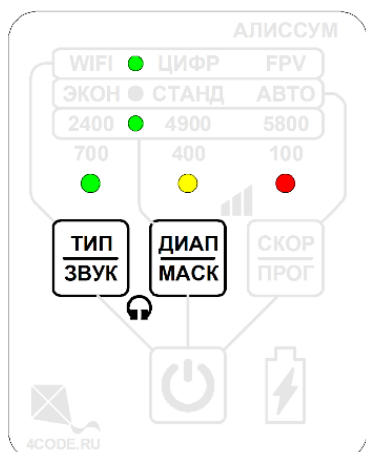 АЛИССУМ
WIFI ЦИФР FPV
ЭКОН СТАНД АВТО
2400 4900 5800
700 400 100
ТИП ДИАП СКОР
ЗВУК МАСК ПРОГ
4CODE.RU